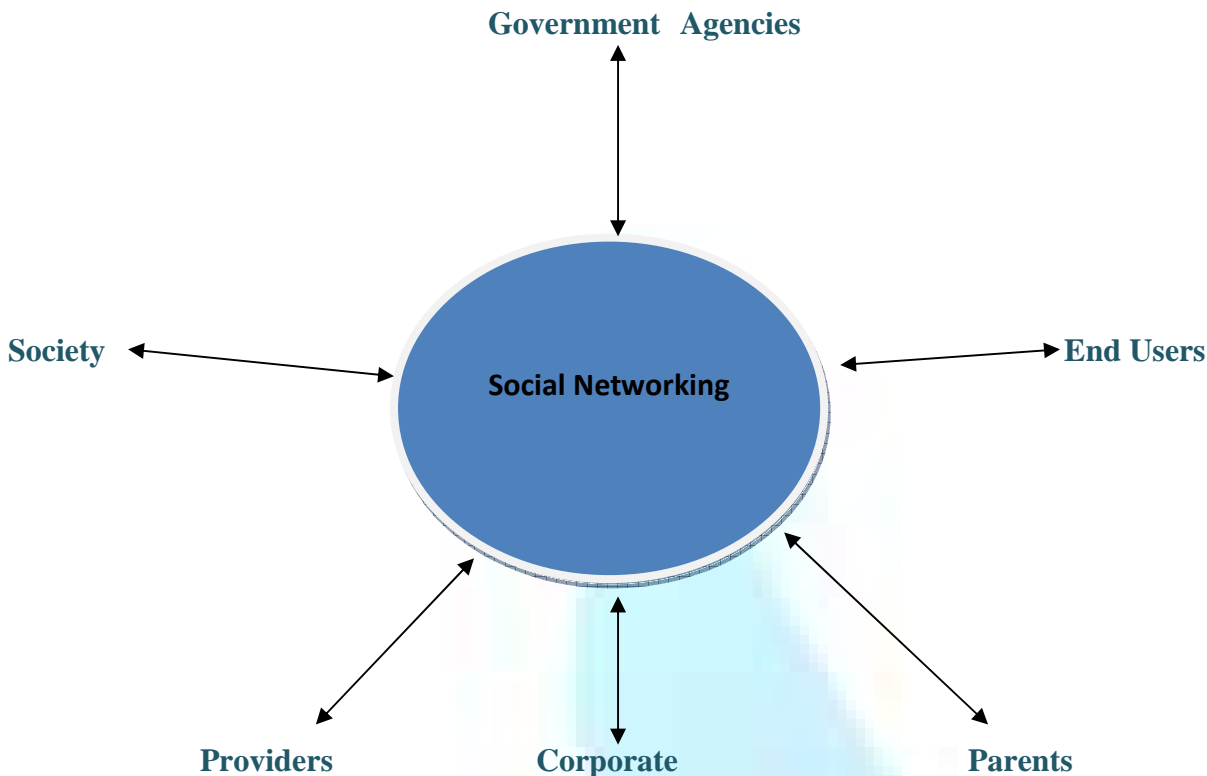 Government Agencies
Society
End Users
Social Networking
Providers
Corporate
Parents